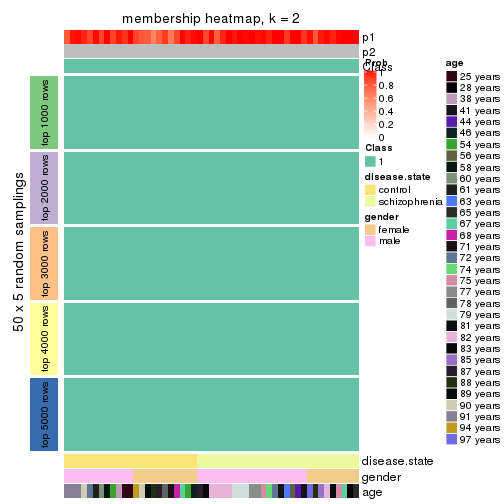 membership heatmap, k = 2
p1
p2
Class
50 x 5 random samplings
top 1000 rows
top 2000 rows
top 3000 rows
top 4000 rows
top 5000 rows
disease.state
gender
age
Prob
1
0.8
0.6
0.4
0.2
0
Class
1
disease.state
control
schizophrenia
gender
female
male
age
25 years
28 years
38 years
41 years
44 years
46 years
54 years
56 years
58 years
60 years
61 years
63 years
65 years
67 years
68 years
71 years
72 years
74 years
75 years
77 years
78 years
79 years
81 years
82 years
83 years
85 years
87 years
88 years
89 years
90 years
91 years
94 years
97 years